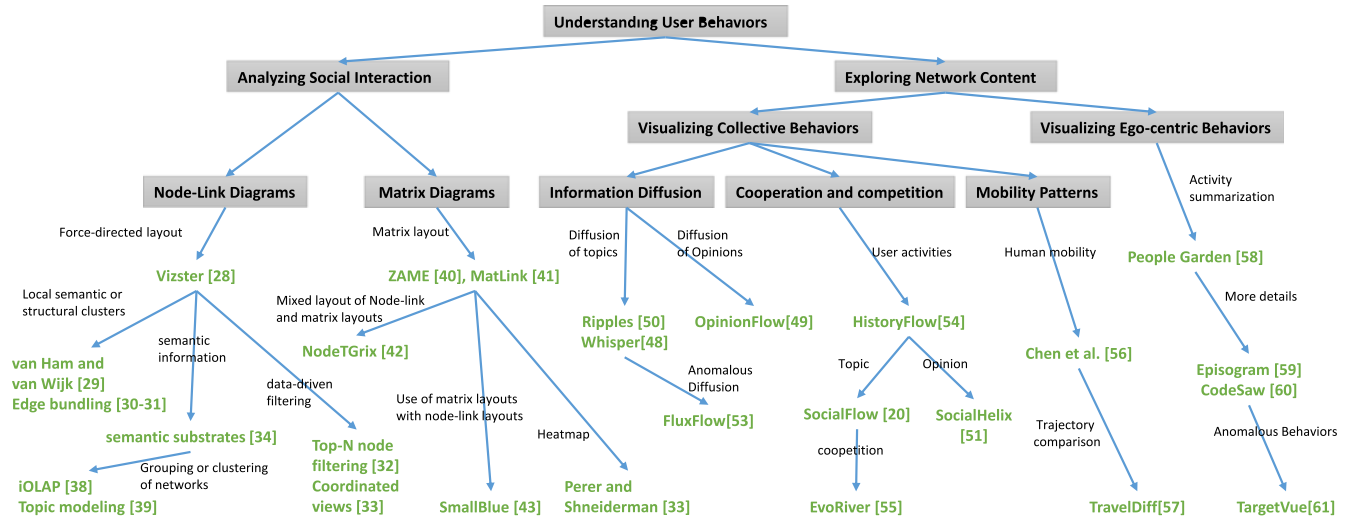 Understanding User Behaviors
Analyzing Social Interaction
Exploring Network Content
Visualizing Collective Behaviors
Visualizing Ego-centric Behaviors
Node-Link Diagrams
Matrix Diagrams
Information Diffusion
Cooperation and competition
Mobility Patterns
Activity
summarization
Force-directed layout
Matrix layout
Diffusion
of topics
Diffusion
of Opinions
User activities
Human mobility
People Garden [58]
Vizster [28]
ZAME [40], MatLink [41]
Local semantic or
structural clusters
Mixed layout of Node-link
and matrix layouts
More details
Ripples [50]
Whisper[48]
OpinionFlow[49]
HistoryFlow[54]
semantic
information
NodeTGrix [42]
Chen et al. [56]
van Ham and
van Wijk [29]
Edge bundling [30-31]
Anomalous
Diffusion
Topic
Opinion
Episogram [59]
CodeSaw [60]
data-driven
filtering
Use of matrix layouts
with node-link layouts
FluxFlow[53]
SocialFlow [20]
SocialHelix
[51]
Trajectory
comparison
Anomalous Behaviors
semantic substrates [34]
Heatmap
Top-N node
filtering [32]
Coordinated
views [33]
coopetition
Grouping or clustering
of networks
iOLAP [38]
Topic modeling [39]
SmallBlue [43]
Perer and
Shneiderman [33]
EvoRiver [55]
TravelDiff[57]
TargetVue[61]